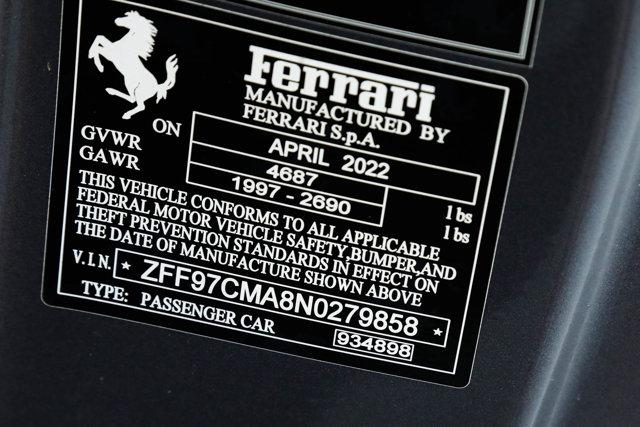 Ferrari
MANUFACTURED BY
FERRARI S.p.A.
ON APRIL 2022
GVWR 4687 lbs
GAWR 1997 - 2690 lbs
THIS VEHICLE CONFORMS TO ALL APPLICABLE
FEDERAL MOTOR VEHICLE SAFETY,BUMPER,AND
THEFT PREVENTION STANDARDS IN EFFECT ON
THE DATE OF MANUFACTURE SHOWN ABOVE
V.I.N. * ZFF97CMA8N0279858 *
TYPE: PASSENGER CAR
934898